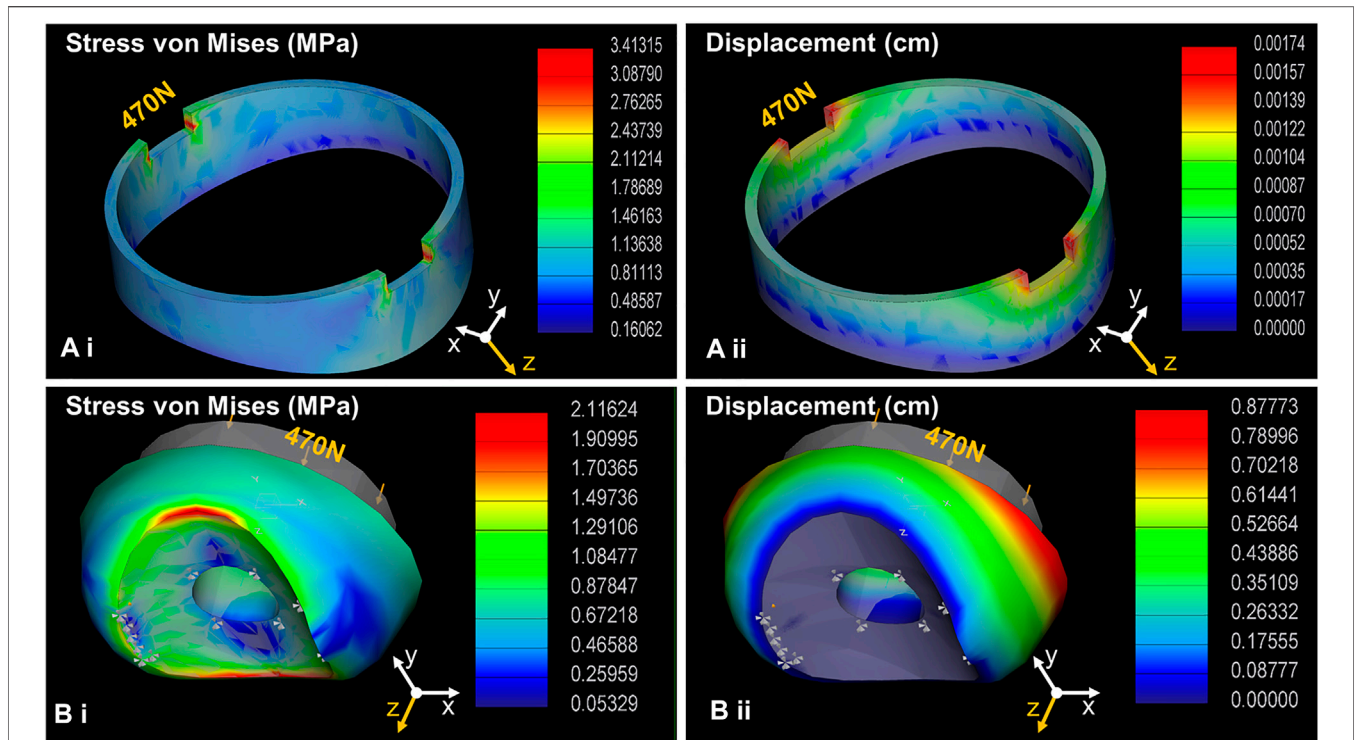 Stress von Mises (MPa)
470N
3.41315
3.08790
2.76265
2.43739
2.11214
1.78689
1.46163
1.13638
0.81113
0.48587
0.16062
y
x
z
A i
Displacement (cm)
470N
0.00174
0.00157
0.00139
0.00122
0.00104
0.00087
0.00070
0.00052
0.00035
0.00017
0.00000
y
x
z
A ii
Stress von Mises (MPa)
470N
2.11624
1.90995
1.70365
1.49736
1.29106
1.08477
0.87847
0.67218
0.46588
0.25959
0.05329
Y
X
Z
y
x
z
B i
Displacement (cm)
470N
0.87773
0.78996
0.70218
0.61441
0.52664
0.43886
0.35109
0.26332
0.17555
0.08777
0.00000
Y
Z
y
x
z
B ii